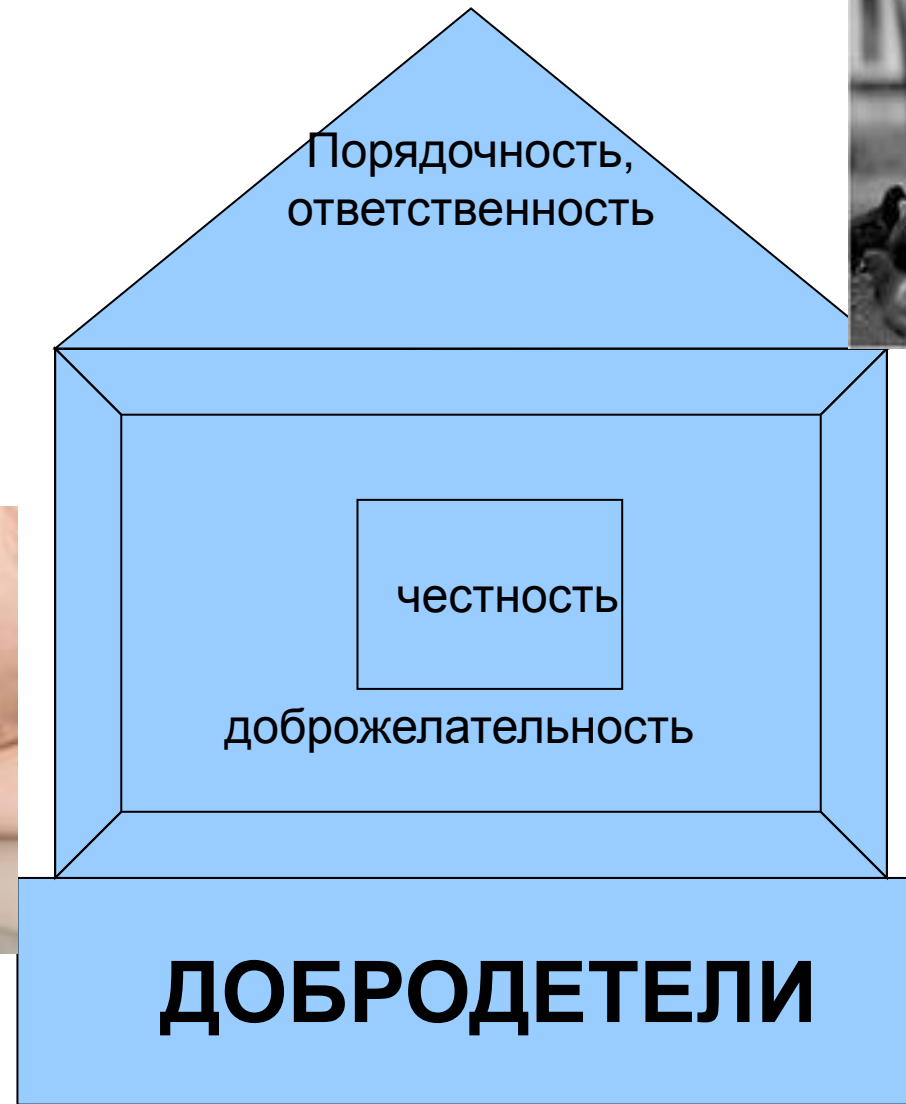 Порядочность,
ответственность
честность
доброжелательность
ДОБРОДЕТЕЛИ